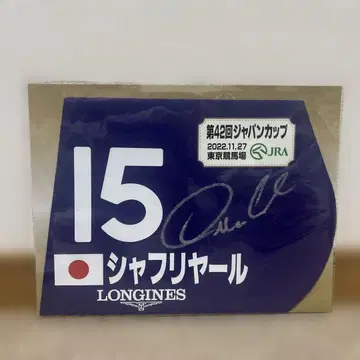 第42回ジャパンカップ
2022.11.27
東京競馬場
JRA
15
シャフリヤール
LONGINES